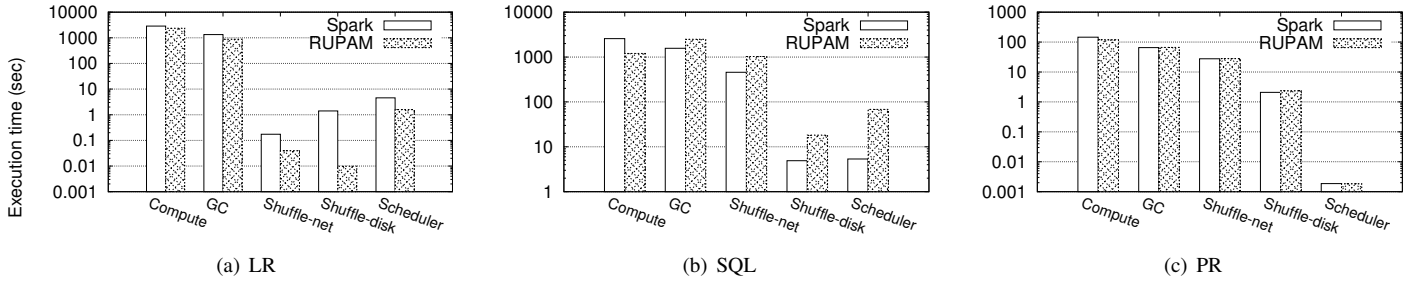 Execution time (sec)
10000
1000
100
10
1
0.1
0.01
0.001
Spark
RUPAM
Compute
GC
Shuffle-net
Shuffle-disk
Scheduler
(a) LR
10000
1000
100
10
1
Spark
RUPAM
Compute
GC
Shuffle-net
Shuffle-disk
Scheduler
(b) SQL
1000
100
10
1
0.1
0.01
0.001
Spark
RUPAM
Compute
GC
Shuffle-net
Shuffle-disk
Scheduler
(c) PR